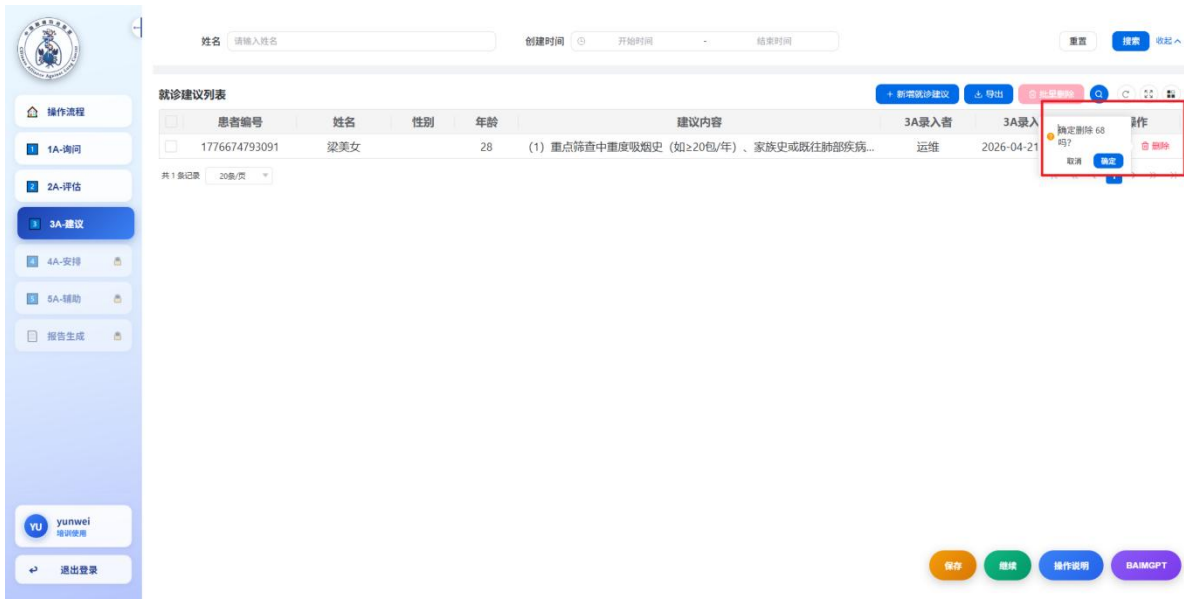 姓名 请输入姓名 创建时间 开始时间 - 结束时间 重置 搜索 收起
就诊建议列表 + 新增就诊建议 导出 批量删除
患者编号 姓名 性别 年龄 建议内容 3A录入者 3A录入 操作
1776674793091 梁美女 28 (1) 重点筛查中重度吸烟史(如≥20包/年)、家族史或既往肺部疾病... 运维 2026-04-21 删除
确定删除 68
吗?
取消 确定
共 1 条记录 20条/页
操作流程
1 1A-询问
2 2A-评估
3 3A-建议
4 4A-安排
5 5A-辅助
报告生成
YU yunwei
培训使用
退出登录
保存 继续 操作说明 BAIMGPT